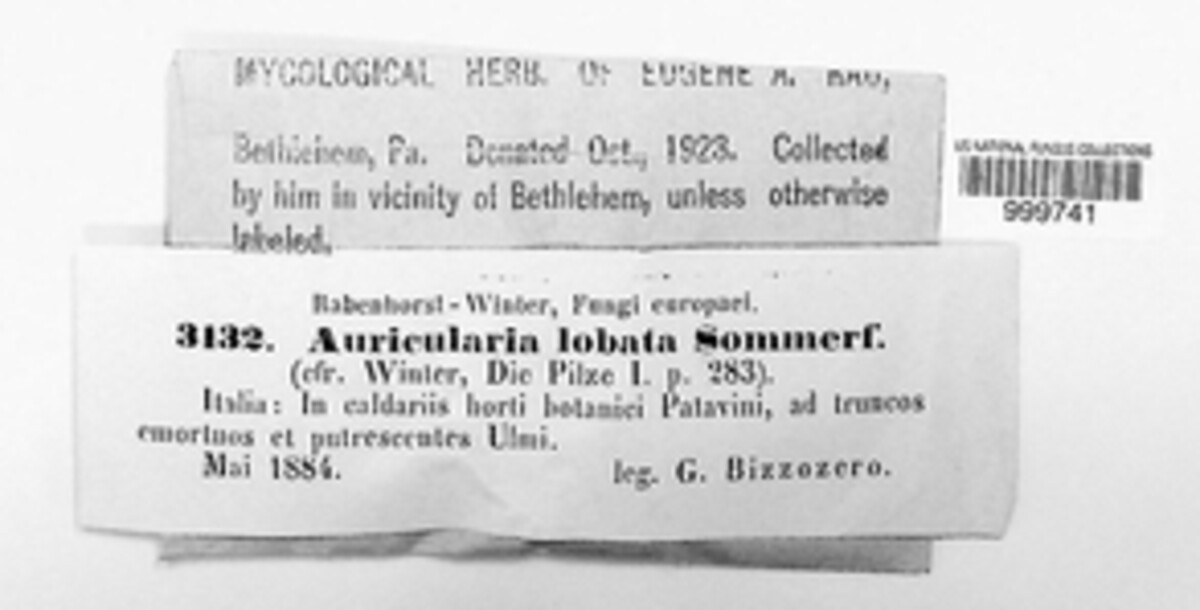 MYCOLOGICAL HERB. OF EUGENE A. RAU,
Bethlehem, Pa. Donated Oct., 1923. Collected
by him in vicinity of Bethlehem, unless otherwise
labeled.
US NATIONAL FUNGUS COLLECTIONS
999741
Rabenhorst-Winter, Fungi europaei.
3132. Auricularia lobata Sommerf.
(cfr. Winter, Die Pilze I. p. 283).
Italia: In caldariis horti botanici Patavini, ad truncos
emortuos et putrescentes Ulmi.
Mai 1884. leg. G. Bizzozero.